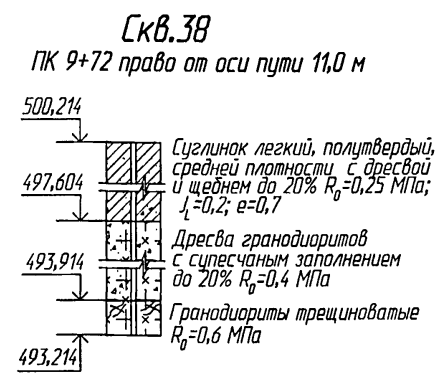 Скв.38
ПК 9+72 право от оси пути 11,0 м
500,214
Суглинок легкий, полутвердый,
средней плотности с дресвой
497,604
и щебнем до 20% R₀=0,25 МПа;
J_L=0,2; e=0,7
Дресва гранодиоритов
493,914
с супесчаным заполнением
до 20% R₀=0,4 МПа
Гранодиориты трещиноватые
493,214
R₀=0,6 МПа